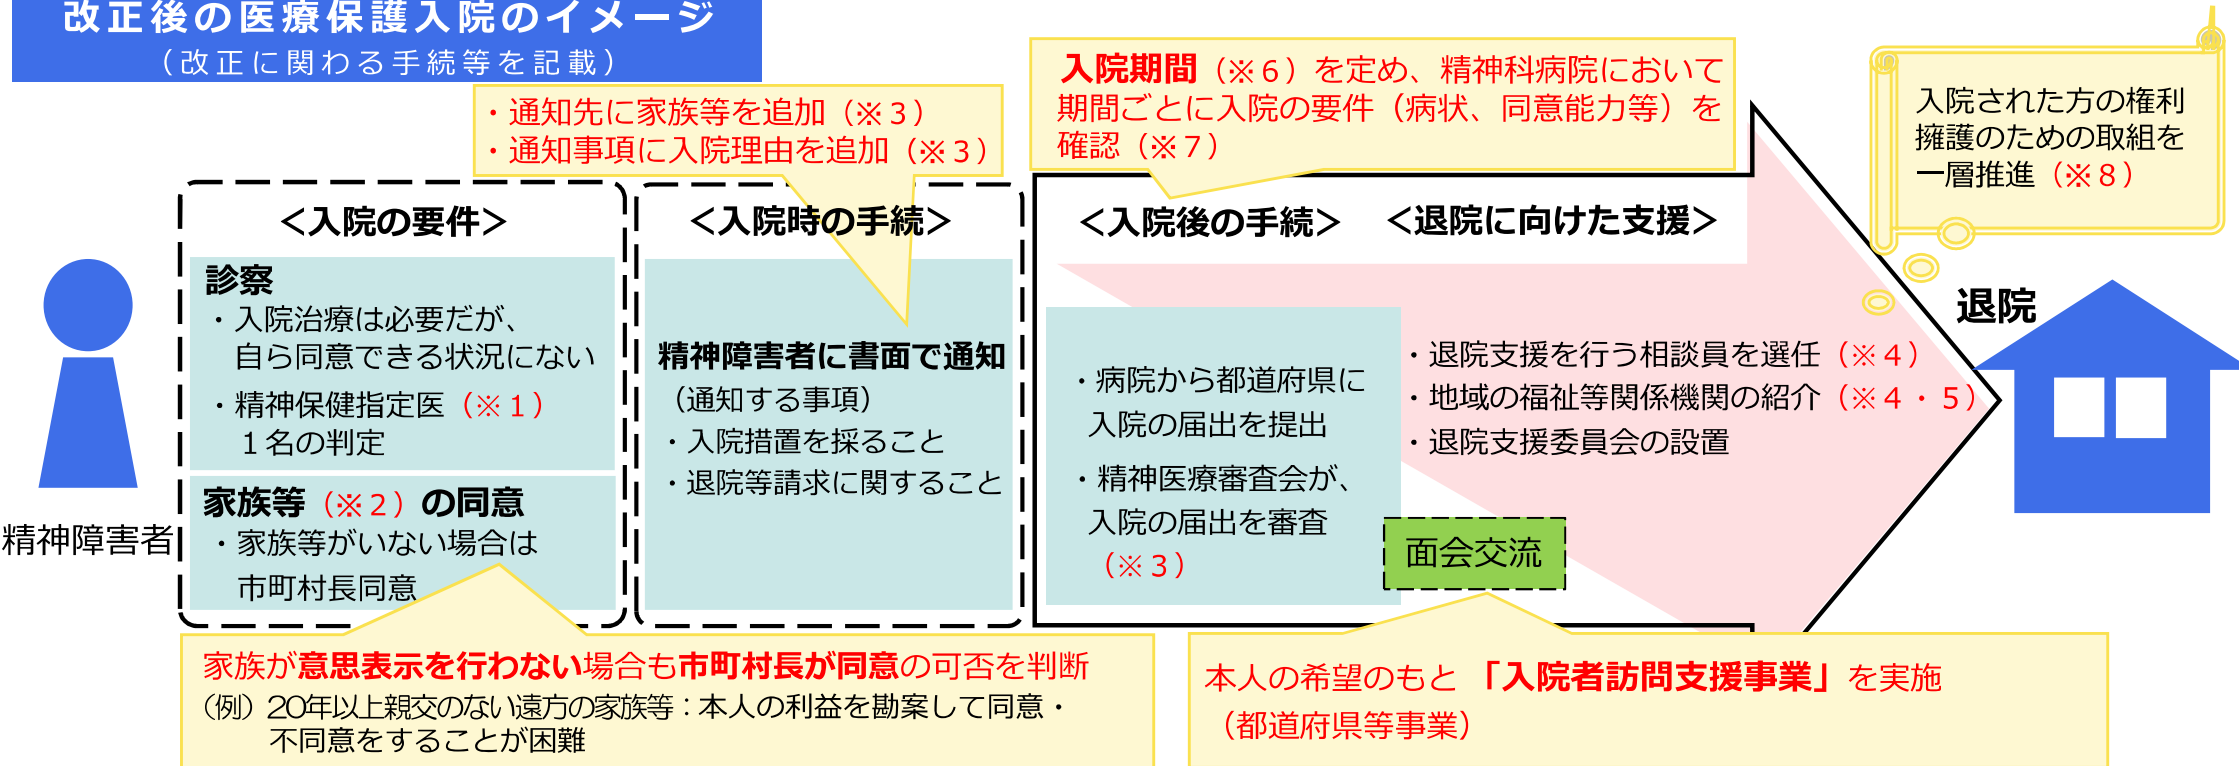 改正後の医療保護入院のイメージ
（改正に関わる手続等を記載）
・通知先に家族等を追加（※３）
・通知事項に入院理由を追加（※３）
入院期間（※６）を定め、精神科病院において
期間ごとに入院の要件（病状、同意能力等）を
確認（※７）
入院された方の権利
擁護のための取組を
一層推進（※８）
＜入院の要件＞
診察
・入院治療は必要だが、
自ら同意できる状況にない
・精神保健指定医（※１）
１名の判定
家族等（※２）の同意
・家族等がいない場合は
市町村長同意
精神障害者
＜入院時の手続＞
精神障害者に書面で通知
（通知する事項）
・入院措置を採ること
・退院等請求に関すること
＜入院後の手続＞
・病院から都道府県に
入院の届出を提出
・精神医療審査会が、
入院の届出を審査
（※３）
＜退院に向けた支援＞
・退院支援を行う相談員を選任（※４）
・地域の福祉等関係機関の紹介（※４・５）
・退院支援委員会の設置
面会交流
退院
家族が意思表示を行わない場合も市町村長が同意の可否を判断
（例）20年以上親交のない遠方の家族等：本人の利益を勘案して同意・
不同意をすることが困難
本人の希望のもと「入院者訪問支援事業」を実施
（都道府県等事業）